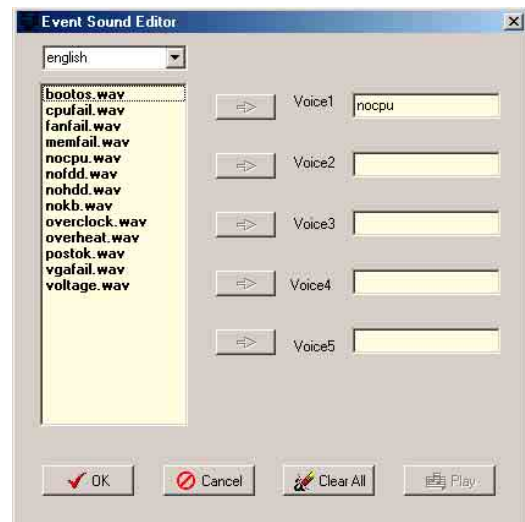 Event Sound Editor
english
bootos.wav
cpufail.wav
fanfail.wav
memfail.wav
nocpu.wav
nofdd.wav
nohdd.wav
nokb.wav
overclock.wav
overheat.wav
postok.wav
vgafail.wav
voltage.wav
Voice1 nocpu
Voice2
Voice3
Voice4
Voice5
OK Cancel Clear All Play